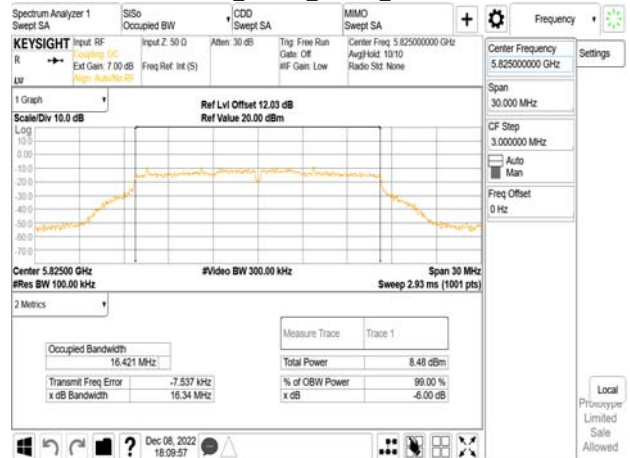 Spectrum Analyzer 1
Swept SA
SiSo
Occupied BW
CDD
Swept SA
MIMO
Swept SA
Frequency
KEYSIGHT
Input: RF
Coupling: DC
Ext Gain: 7.00 dB
Align: Auto/No RF
Input Z: 50 Ω
Freq Ref: Int (S)
Atten: 30 dB
Trig: Free Run
Gate: Off
#IF Gain: Low
Center Freq: 5.825000000 GHz
Avg|Hold: 10/10
Radio Std: None
R
Center Frequency
5.825000000 GHz
Settings
Span
30.000 MHz
CF Step
3.000000 MHz
Auto
Man
Freq Offset
0 Hz
1 Graph
Scale/Div 10.0 dB
Ref Lvl Offset 12.03 dB
Ref Value 20.00 dBm
Log
10.0
0.00
-10.0
-20.0
-30.0
-40.0
-50.0
-60.0
-70.0
Center 5.82500 GHz
#Res BW 100.00 kHz
#Video BW 300.00 kHz
Span 30 MHz
Sweep 2.93 ms (1001 pts)
2 Metrics
Measure Trace
Trace 1
Occupied Bandwidth
16.421 MHz
Total Power
8.48 dBm
Transmit Freq Error
-7.537 kHz
% of OBW Power
99.00 %
x dB Bandwidth
16.34 MHz
x dB
-6.00 dB
Local
Prototype
Limited
Sale
Allowed
Dec 08, 2022
18:09:57